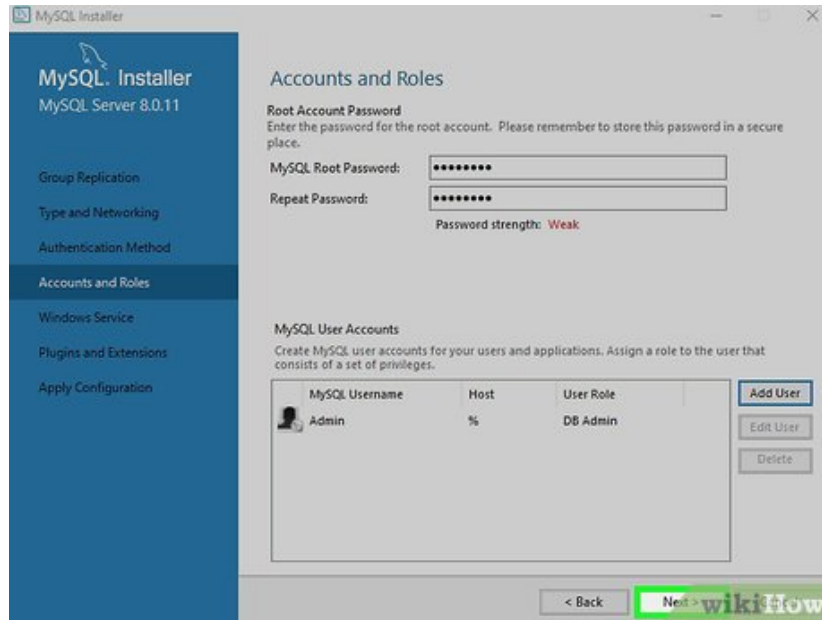 MySQL Installer
MySQL. Installer
MySQL Server 8.0.11
Group Replication
Type and Networking
Authentication Method
Accounts and Roles
Windows Service
Plugins and Extensions
Apply Configuration
Accounts and Roles
Root Account Password
Enter the password for the root account. Please remember to store this password in a secure
place.
MySQL Root Password: ••••••••
Repeat Password: ••••••••
Password strength: Weak
MySQL User Accounts
Create MySQL user accounts for your users and applications. Assign a role to the user that
consists of a set of privileges.
MySQL Username Host User Role
Admin % DB Admin
Add User
Edit User
Delete
< Back Next >
wikiHow